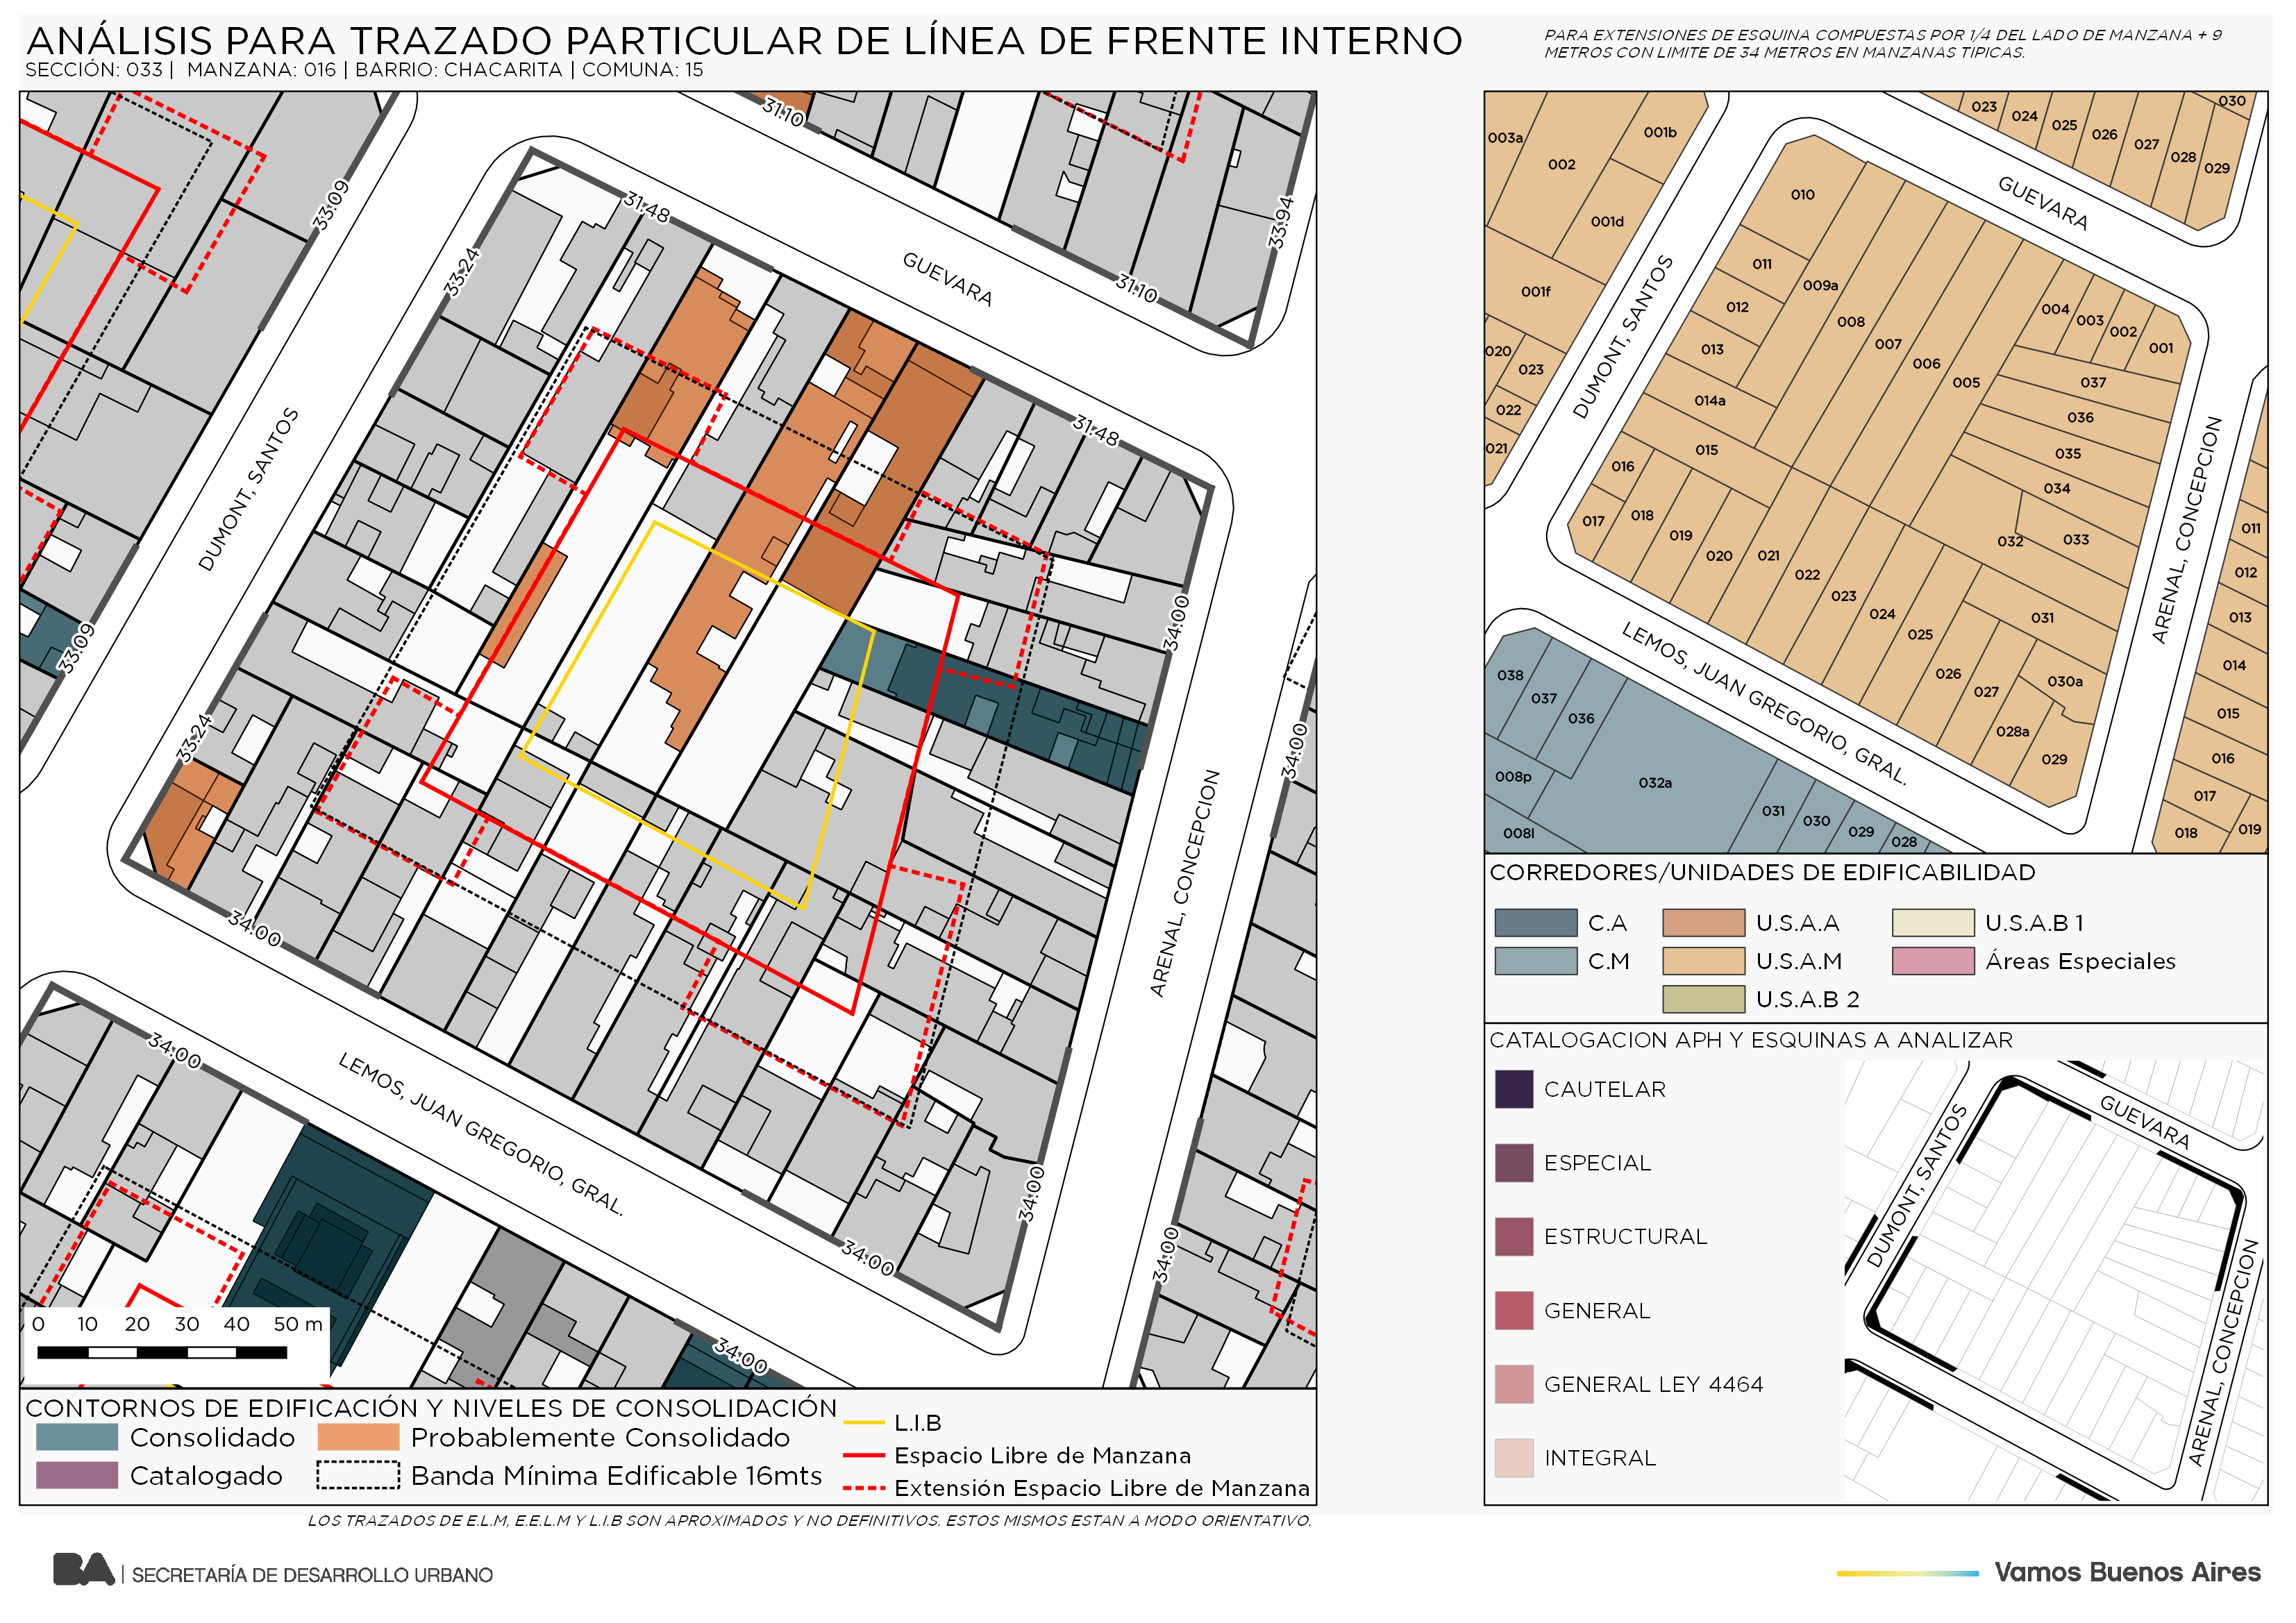 ANÁLISIS PARA TRAZADO PARTICULAR DE LÍNEA DE FRENTE INTERNO
SECCIÓN: 033 | MANZANA: 016 | BARRIO: CHACARITA | COMUNA: 15
PARA EXTENSIONES DE ESQUINA COMPUESTAS POR 1/4 DEL LADO DE MANZANA + 9
METROS CON LIMITE DE 34 METROS EN MANZANAS TIPICAS.
31.10
33.09
31.48
33.94
33.24
GUEVARA
31.10
DUMONT, SANTOS
31.48
33.09
34.00
33.24
34.00
ARENAL, CONCEPCION
34.00
34.00
LEMOS, JUAN GREGORIO, GRAL.
34.00
34.00
34.00
34.00
0 10 20 30 40 50 m
CONTORNOS DE EDIFICACIÓN Y NIVELES DE CONSOLIDACIÓN
Consolidado
Probablemente Consolidado
Catalogado
Banda Mínima Edificable 16mts
L.I.B
Espacio Libre de Manzana
Extensión Espacio Libre de Manzana
LOS TRAZADOS DE E.L.M, E.E.L.M Y L.I.B SON APROXIMADOS Y NO DEFINITIVOS. ESTOS MISMOS ESTAN A MODO ORIENTATIVO.
003a
002
001b
001d
001f
020
023
022
021
023
024
025
026
027
028
029
030
GUEVARA
DUMONT, SANTOS
010
011
012
013
009a
008
007
006
005
004
003
002
001
037
036
035
034
033
032
031
014a
015
016
017
018
019
020
021
022
023
024
025
026
027
028a
029
030a
ARENAL, CONCEPCION
LEMOS, JUAN GREGORIO, GRAL.
011
012
013
014
015
016
017
018
019
038
037
036
008p
008l
032a
031
030
029
028
CORREDORES/UNIDADES DE EDIFICABILIDAD
C.A
U.S.A.A
U.S.A.B 1
C.M
U.S.A.M
Áreas Especiales
U.S.A.B 2
CATALOGACION APH Y ESQUINAS A ANALIZAR
CAUTELAR
ESPECIAL
ESTRUCTURAL
GENERAL
GENERAL LEY 4464
INTEGRAL
GUEVARA
DUMONT, SANTOS
ARENAL, CONCEPCION
BA | SECRETARÍA DE DESARROLLO URBANO
Vamos Buenos Aires